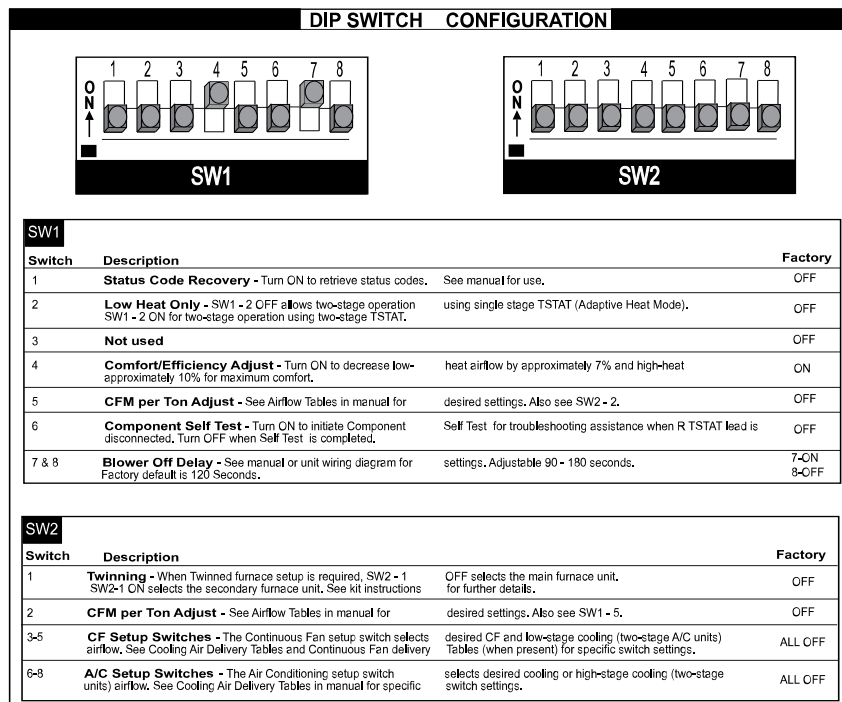 DIP SWITCH CONFIGURATION
1 2 3 4 5 6 7 8
ON
SW1
1 2 3 4 5 6 7 8
ON
SW2
SW1
Switch Description Factory
1 Status Code Recovery - Turn ON to retrieve status codes. See manual for use. OFF
2 Low Heat Only - SW1 - 2 OFF allows two-stage operation using single stage TSTAT (Adaptive Heat Mode). OFF
SW1 - 2 ON for two-stage operation using two-stage TSTAT.
3 Not used OFF
4 Comfort/Efficiency Adjust - Turn ON to decrease low- heat airflow by approximately 7% and high-heat ON
approximately 10% for maximum comfort.
5 CFM per Ton Adjust - See Airflow Tables in manual for desired settings. Also see SW2 - 2. OFF
6 Component Self Test - Turn ON to initiate Component Self Test for troubleshooting assistance when R TSTAT lead is OFF
disconnected. Turn OFF when Self Test is completed.
7 & 8 Blower Off Delay - See manual or unit wiring diagram for settings. Adjustable 90 - 180 seconds. 7-ON
Factory default is 120 Seconds. 8-OFF
SW2
Switch Description Factory
1 Twinning - When Twinned furnace setup is required, SW2 - 1 OFF selects the main furnace unit. OFF
SW2-1 ON selects the secondary furnace unit. See kit instructions for further details.
2 CFM per Ton Adjust - See Airflow Tables in manual for desired settings. Also see SW1 - 5. OFF
3-5 CF Setup Switches - The Continuous Fan setup switch selects desired CF and low-stage cooling (two-stage A/C units) ALL OFF
airflow. See Cooling Air Delivery Tables and Continuous Fan delivery Tables (when present) for specific switch settings.
6-8 A/C Setup Switches - The Air Conditioning setup switch selects desired cooling or high-stage cooling (two-stage ALL OFF
units) airflow. See Cooling Air Delivery Tables in manual for specific switch settings.